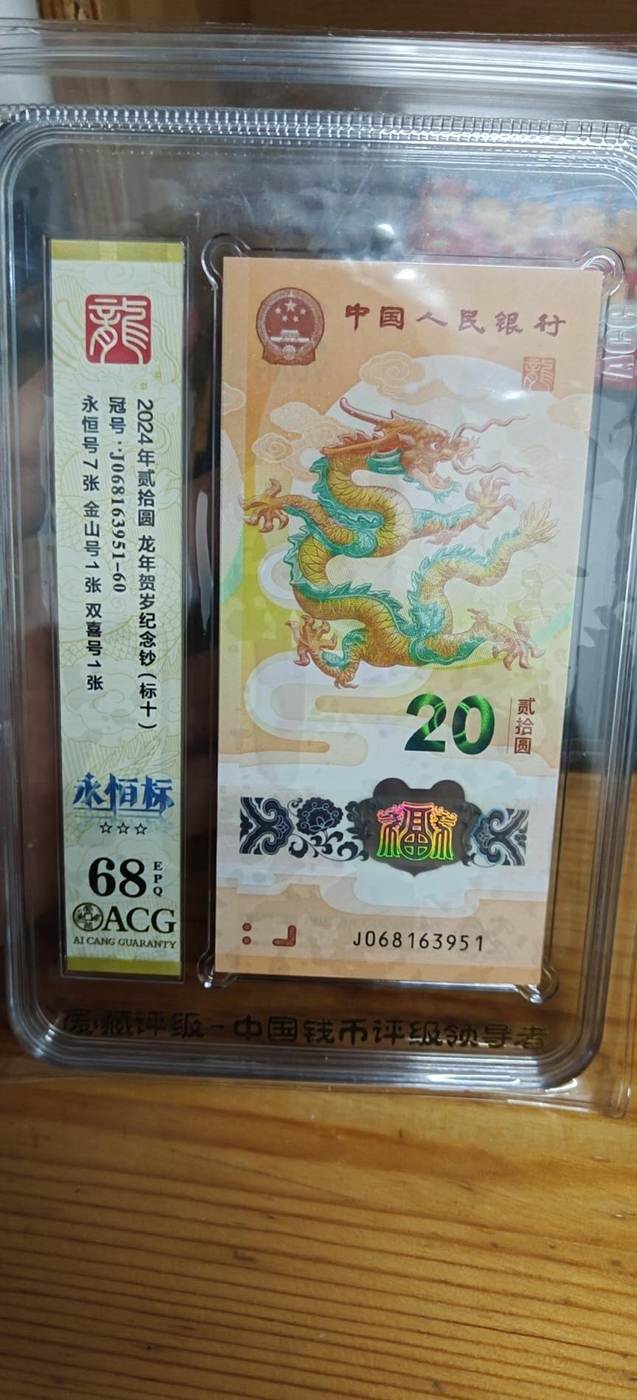 龍
2024年贰拾圆 龙年贺岁纪念钞(标十)
冠号:J068163951-60
永恒号7张 金山号1张 双喜号1张
永恒标
☆☆☆
68 EPQ
ACG
AI CANG GUARANTY
中国人民银行
龍
20
贰拾圆
福
J068163951
爱藏评级-中国钱币评级领导者
ACG